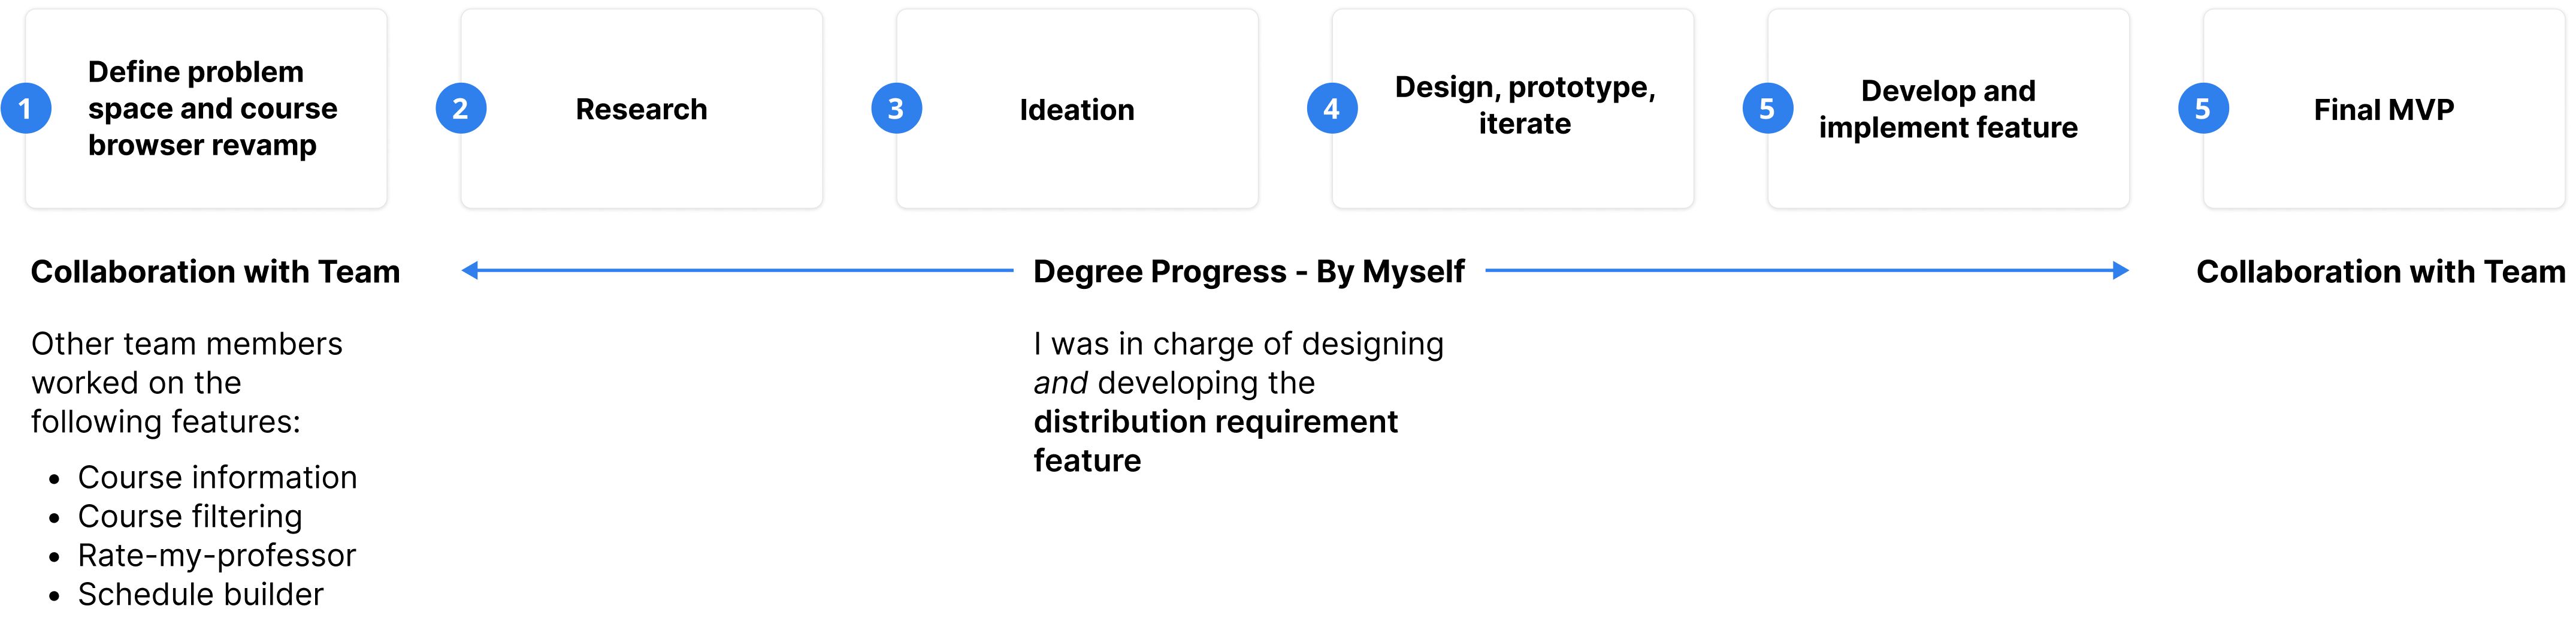 1
Define problem
space and course
browser revamp
2
Research
3
Ideation
4
Design, prototype,
iterate
5
Develop and
implement feature
5
Final MVP
Collaboration with Team
Degree Progress - By Myself
Collaboration with Team
Other team members
worked on the
following features:
• Course information
• Course filtering
• Rate-my-professor
• Schedule builder
I was in charge of designing
and developing the
distribution requirement
feature